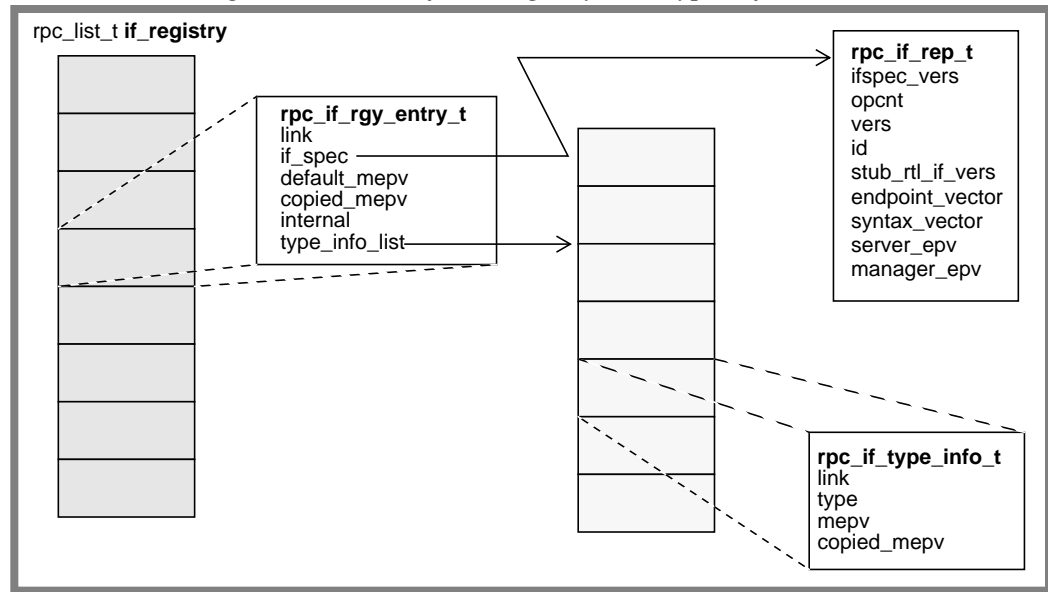 rpc_list_t if_registry
rpc_if_rgy_entry_t
link
if_spec
default_mepv
copied_mepv
internal
type_info_list
rpc_if_rep_t
ifspec_vers
opcnt
vers
id
stub_rtl_if_vers
endpoint_vector
syntax_vector
server_epv
manager_epv
rpc_if_type_info_t
link
type
mepv
copied_mepv